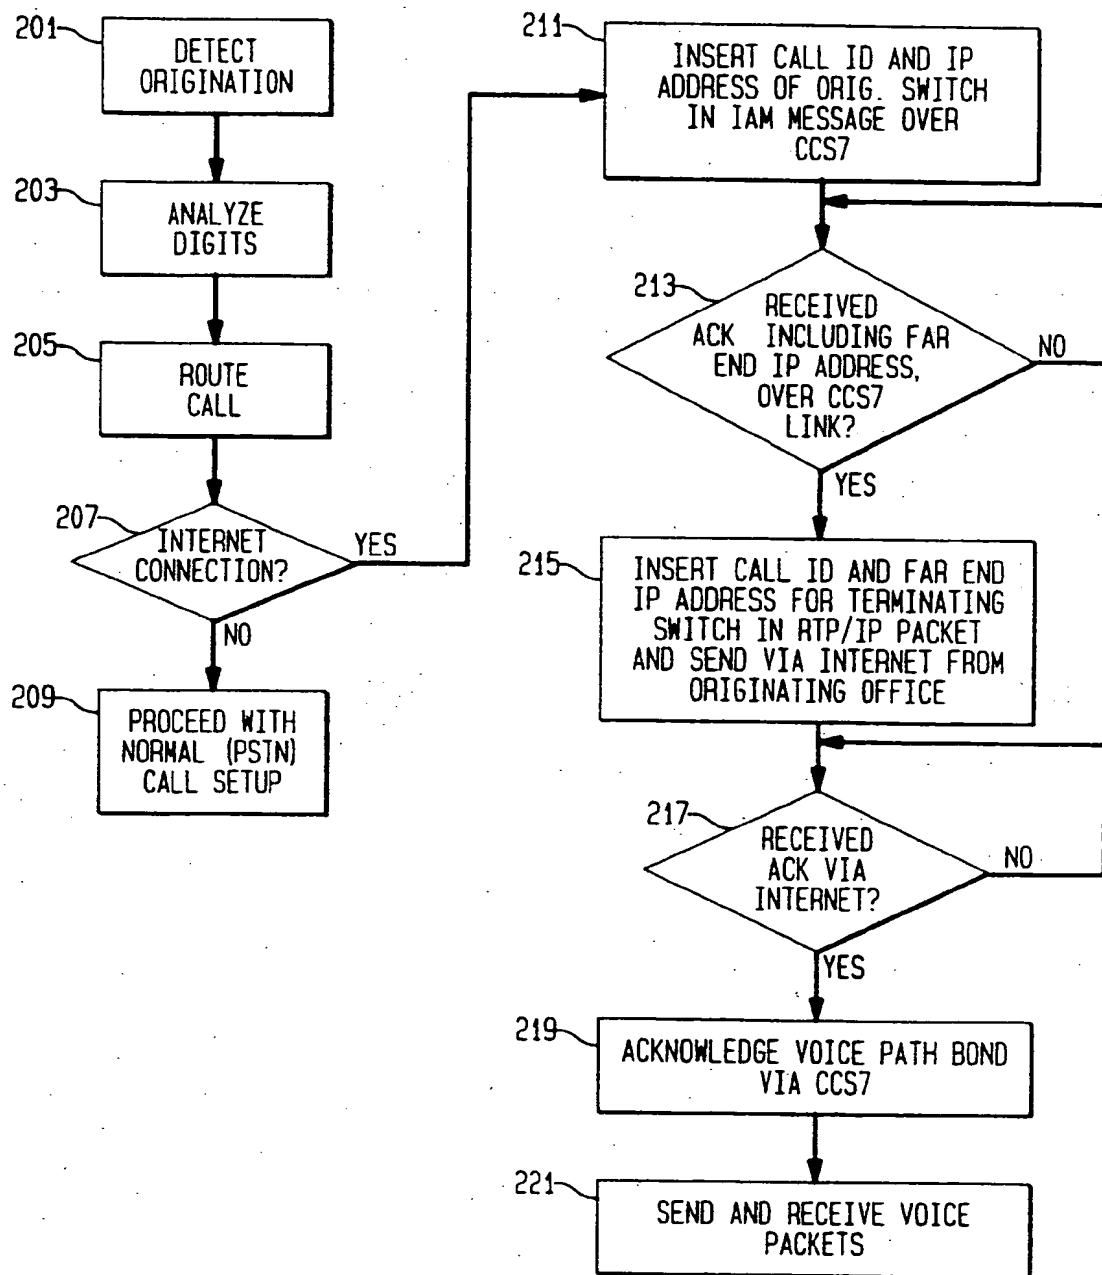 201
DETECT
ORIGINATION
203
ANALYZE
DIGITS
205
ROUTE
CALL
207
INTERNET
CONNECTION?
YES
NO
209
PROCEED WITH
NORMAL (PSTN)
CALL SETUP
211
INSERT CALL ID AND IP
ADDRESS OF ORIG. SWITCH
IN IAM MESSAGE OVER
CCS7
213
RECEIVED
ACK INCLUDING FAR
END IP ADDRESS,
OVER CCS7
LINK?
NO
YES
215
INSERT CALL ID AND FAR END
IP ADDRESS FOR TERMINATING
SWITCH IN RTP/IP PACKET
AND SEND VIA INTERNET FROM
ORIGINATING OFFICE
217
RECEIVED
ACK VIA
INTERNET?
NO
YES
219
ACKNOWLEDGE VOICE PATH BOND
VIA CCS7
221
SEND AND RECEIVE VOICE
PACKETS